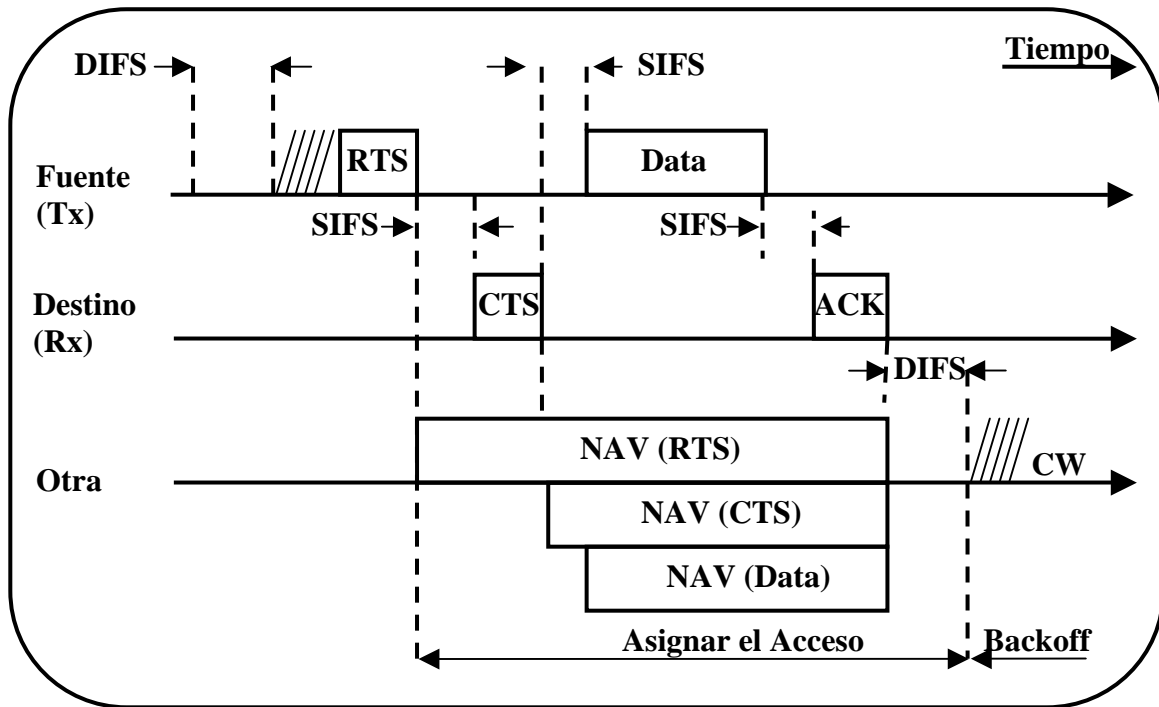 DIFS
SIFS
Tiempo
RTS
Data
Fuente
(Tx)
SIFS
SIFS
CTS
ACK
Destino
(Rx)
DIFS
NAV (RTS)
CW
Otra
NAV (CTS)
NAV (Data)
Asignar el Acceso
Backoff